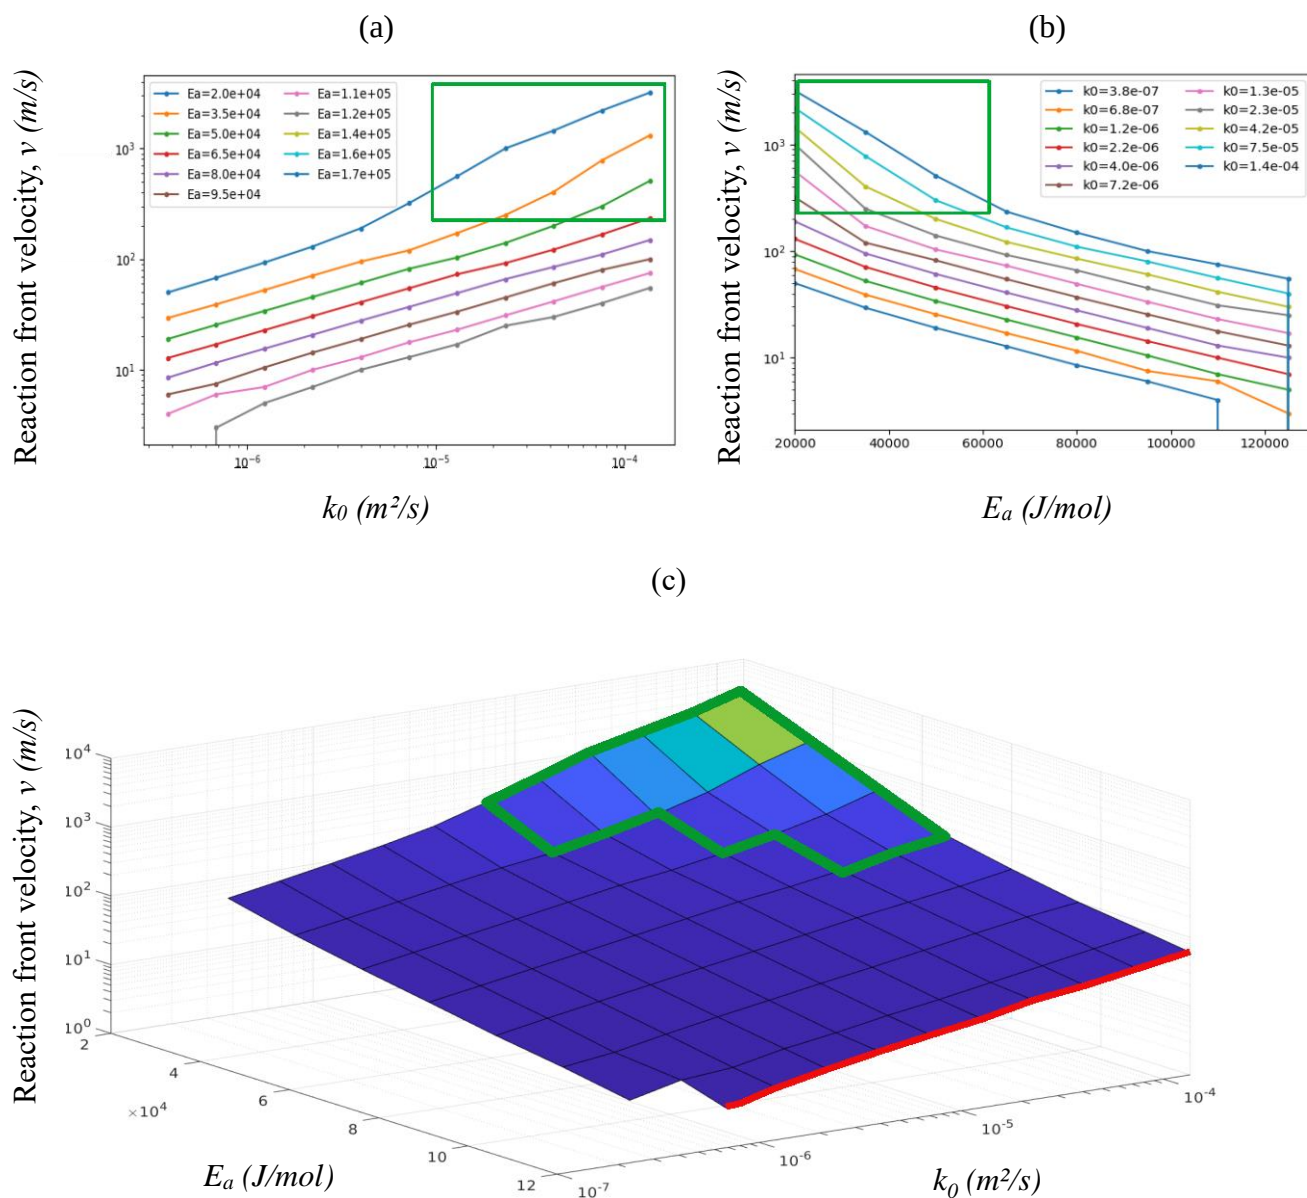 (a)
Reaction front velocity, v (m/s)
Ea=2.0e+04
Ea=3.5e+04
Ea=5.0e+04
Ea=6.5e+04
Ea=8.0e+04
Ea=9.5e+04
Ea=1.1e+05
Ea=1.2e+05
Ea=1.4e+05
Ea=1.6e+05
Ea=1.7e+05
10³
10²
10¹
10⁻⁶
10⁻⁵
10⁻⁴
k₀ (m²/s)
(b)
Reaction front velocity, v (m/s)
k0=3.8e-07
k0=6.8e-07
k0=1.2e-06
k0=2.2e-06
k0=4.0e-06
k0=7.2e-06
k0=1.3e-05
k0=2.3e-05
k0=4.2e-05
k0=7.5e-05
k0=1.4e-04
10³
10²
10¹
20000
40000
60000
80000
100000
120000
Eₐ (J/mol)
(c)
Reaction front velocity, v (m/s)
10⁴
10³
10²
10¹
10⁰
2
4
6
8
10
12
×10⁴
Eₐ (J/mol)
10⁻⁷
10⁻⁶
10⁻⁵
10⁻⁴
k₀ (m²/s)